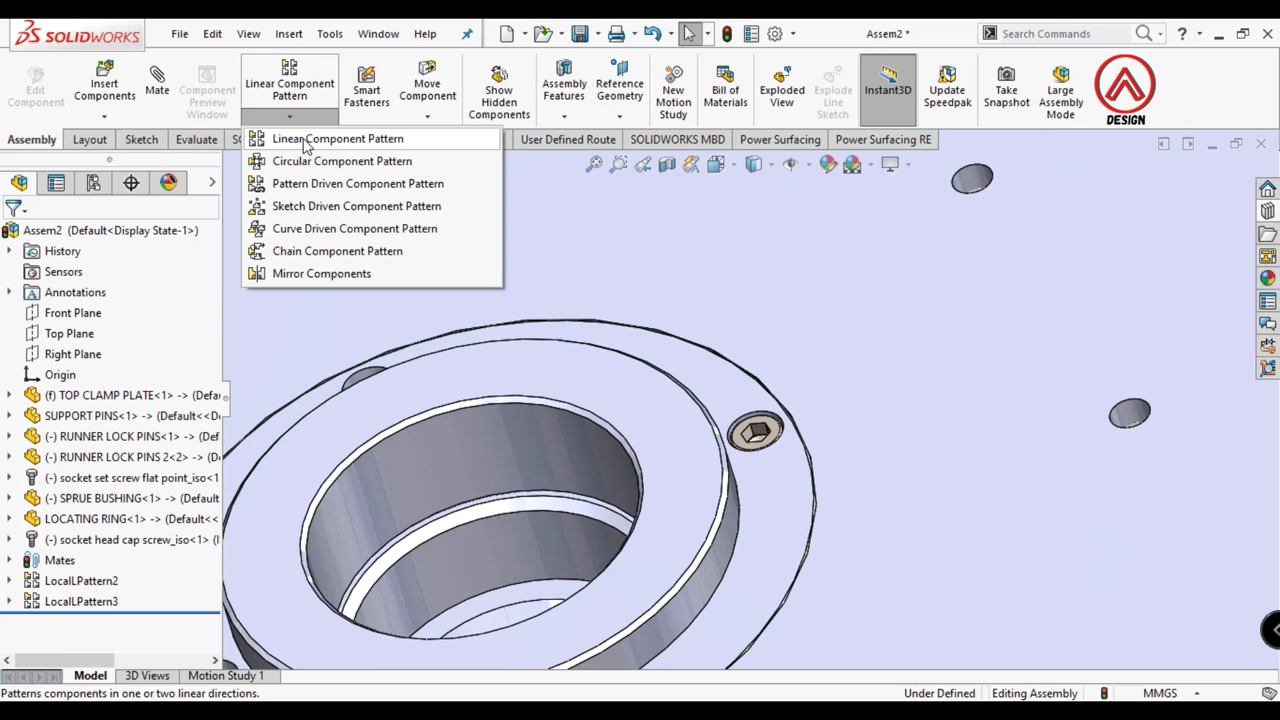 SOLIDWORKS File Edit View Insert Tools Window Help Assem2 * Search Commands ?
Edit Component
Insert Components
Mate
Component Preview Window
Linear Component Pattern
Smart Fasteners
Move Component
Show Hidden Components
Assembly Features
Reference Geometry
New Motion Study
Bill of Materials
Exploded View
Explode Line Sketch
Instant3D
Update Speedpak
Take Snapshot
Large Assembly Mode
DESIGN
Assembly Layout Sketch Evaluate User Defined Route SOLIDWORKS MBD Power Surfacing Power Surfacing RE
Linear Component Pattern
Circular Component Pattern
Pattern Driven Component Pattern
Sketch Driven Component Pattern
Curve Driven Component Pattern
Chain Component Pattern
Mirror Components
Assem2 (Default<Display State-1>)
History
Sensors
Annotations
Front Plane
Top Plane
Right Plane
Origin
(f) TOP CLAMP PLATE<1> -> (Defau
SUPPORT PINS<1> -> (Default<<D
(-) RUNNER LOCK PINS<1> -> (Def
(-) RUNNER LOCK PINS 2<2> -> (D
(-) socket set screw flat point_iso<1
(-) SPRUE BUSHING<1> -> (Default
LOCATING RING<1> -> (Default<<
(-) socket head cap screw_iso<1> (
Mates
LocalLPattern2
LocalLPattern3
Model 3D Views Motion Study 1
Patterns components in one or two linear directions. Under Defined Editing Assembly MMGS